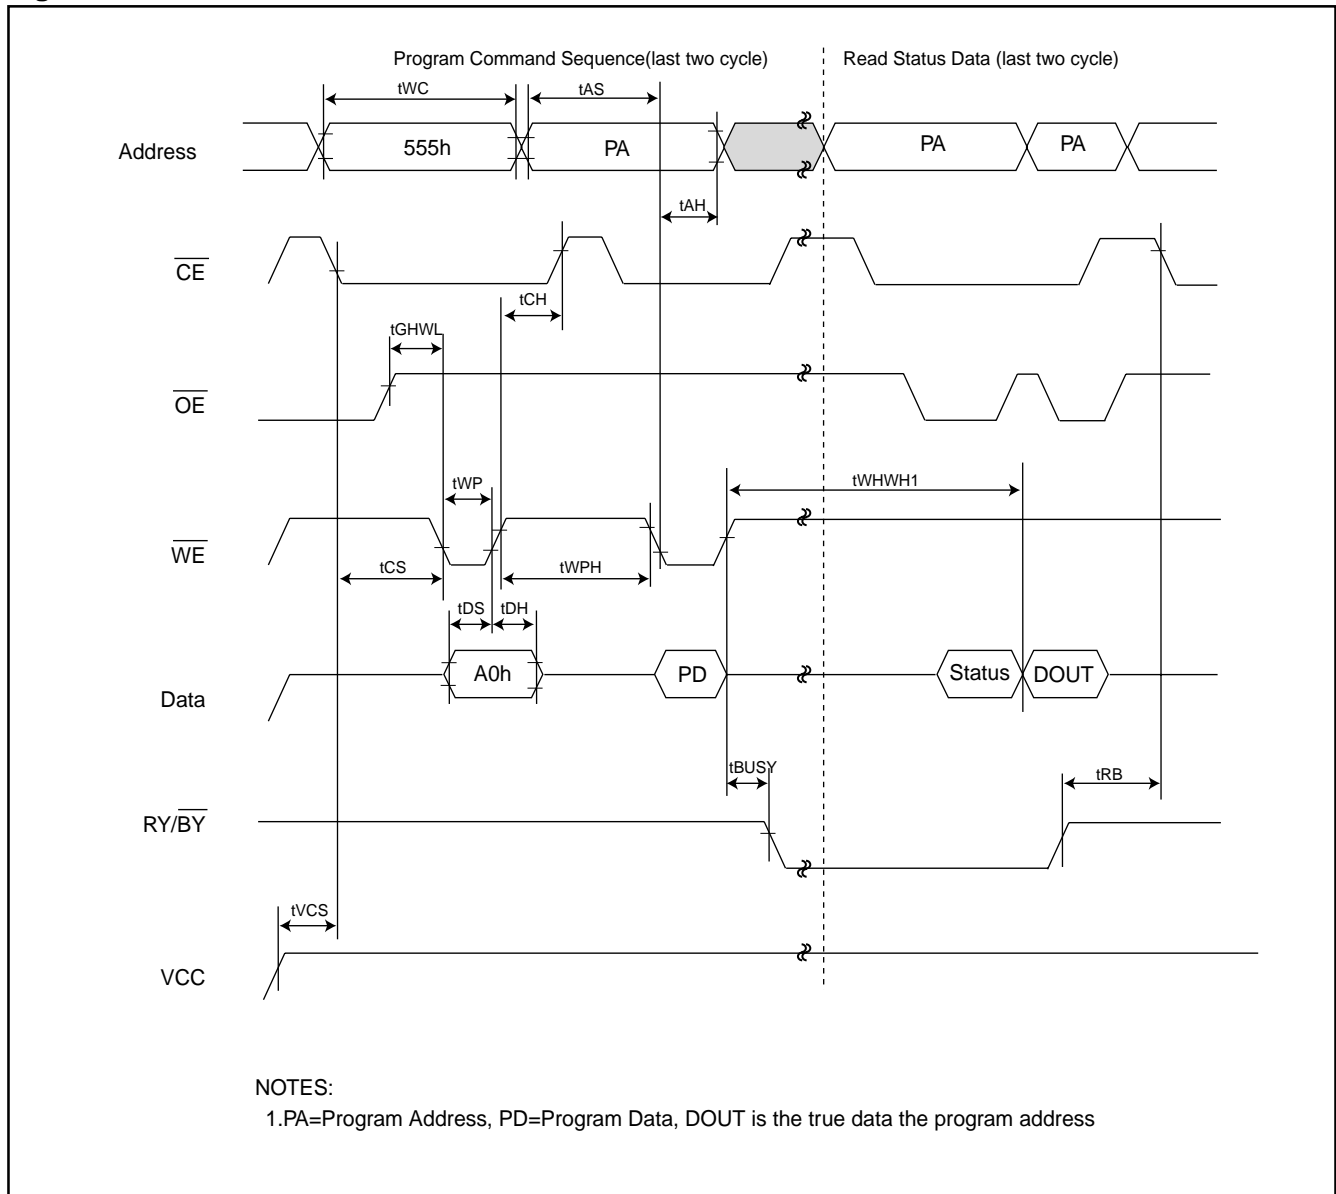 Program Command Sequence(last two cycle)
Read Status Data (last two cycle)
tWC
tAS
Address
555h
PA
PA
PA
tAH
CE
tCH
tGHWL
OE
tWP
tWHWH1
WE
tCS
tWPH
tDS
tDH
Data
A0h
PD
Status
DOUT
tBUSY
tRB
RY/BY
tVCS
VCC
NOTES:
1.PA=Program Address, PD=Program Data, DOUT is the true data the program address